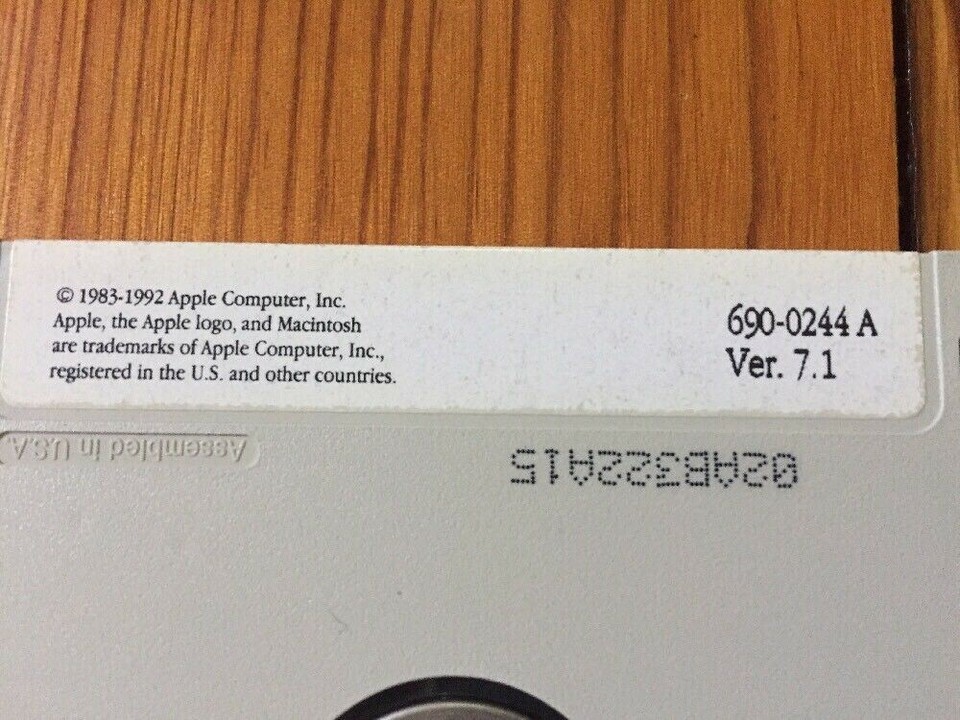 © 1983-1992 Apple Computer, Inc.
Apple, the Apple logo, and Macintosh
are trademarks of Apple Computer, Inc.,
registered in the U.S. and other countries.
690-0244 A
Ver. 7.1
Assembled in U.S.A.
02AB322A15